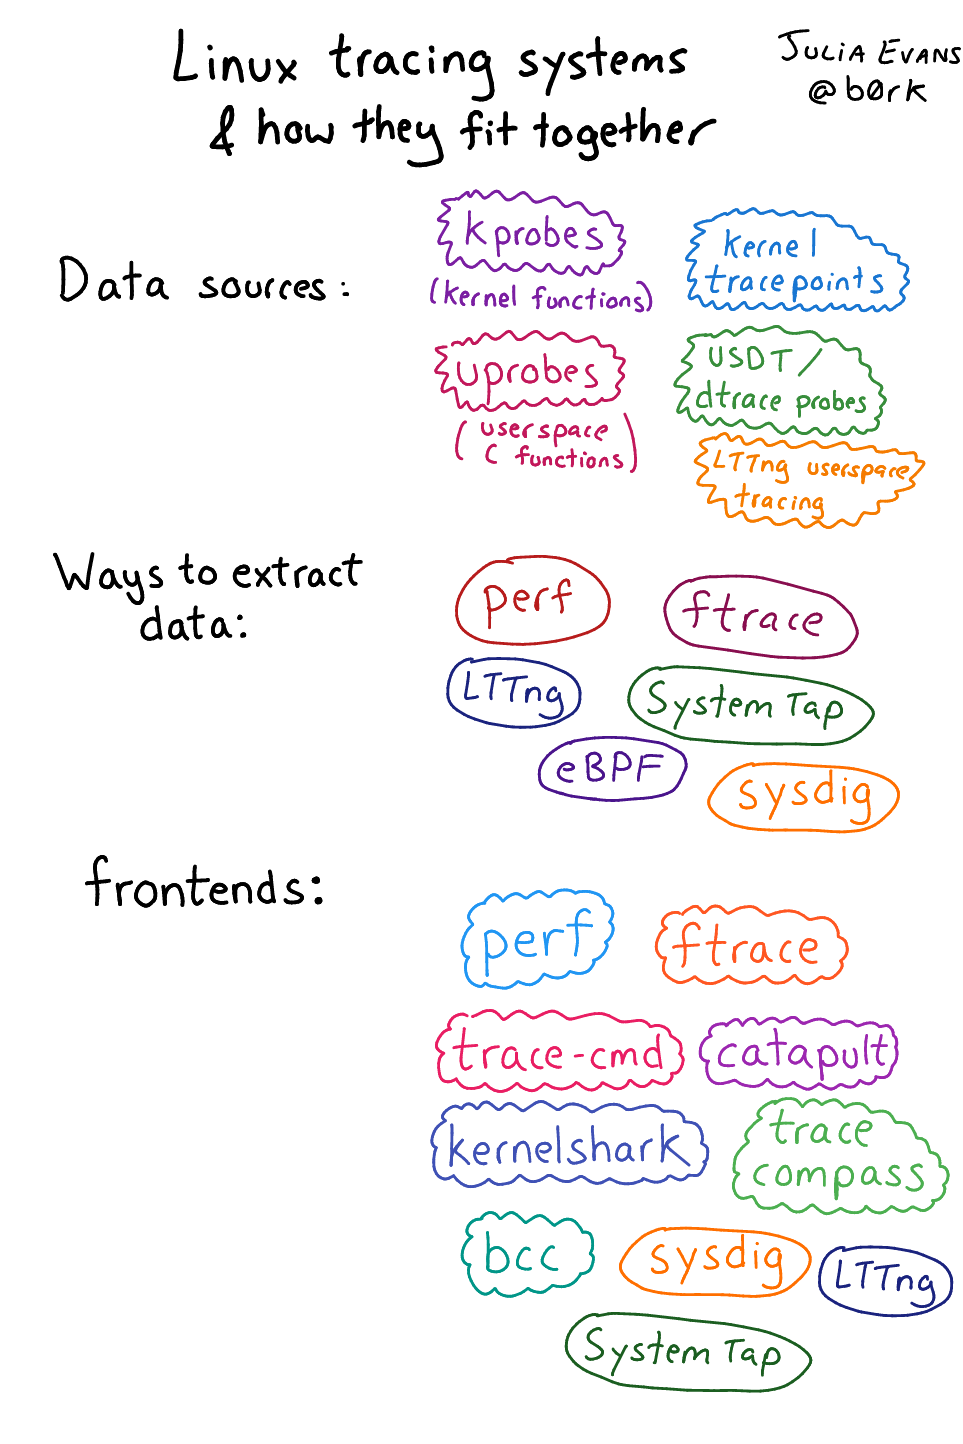 Linux tracing systems
& how they fit together
JULIA EVANS
@b0rk
Data sources:
kprobes
(kernel functions)
kernel
tracepoints
uprobes
(userspace
C functions)
USDT/
dtrace probes
LTTng userspace
tracing
Ways to extract
data:
perf
ftrace
LTTng
System Tap
eBPF
sysdig
frontends:
perf
ftrace
trace-cmd
catapult
kernelshark
trace
compass
bcc
sysdig
LTTng
System Tap